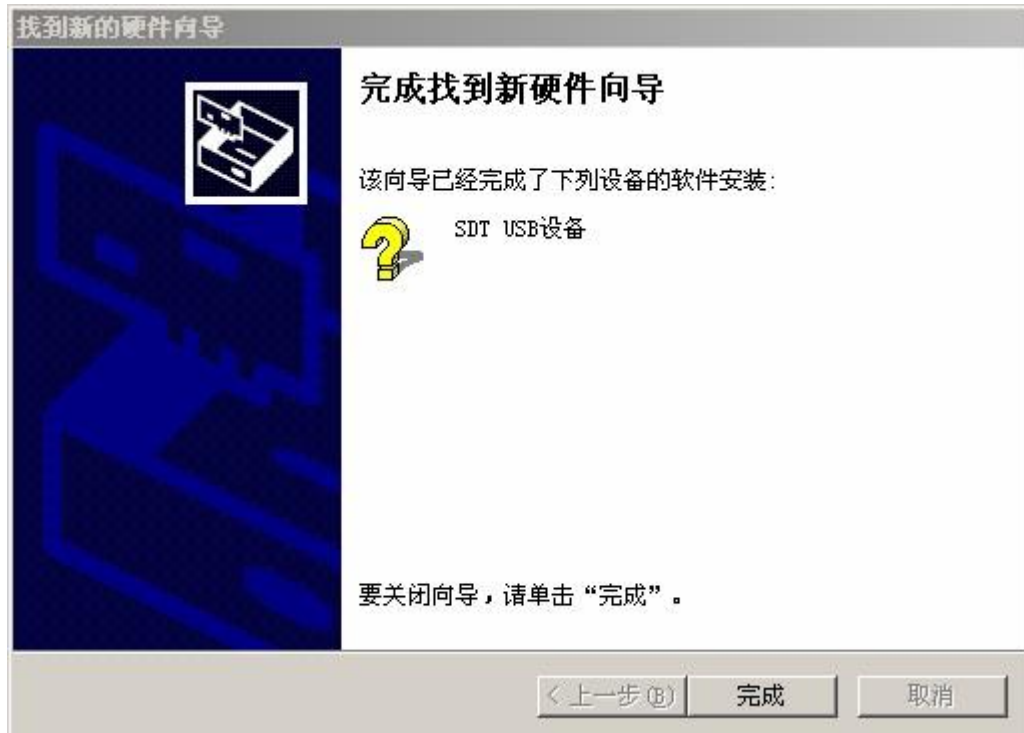 找到新的硬件向导
完成找到新硬件向导
该向导已经完成了下列设备的软件安装:
SDT USB设备
要关闭向导，请单击“完成”。
< 上一步(B)
完成
取消